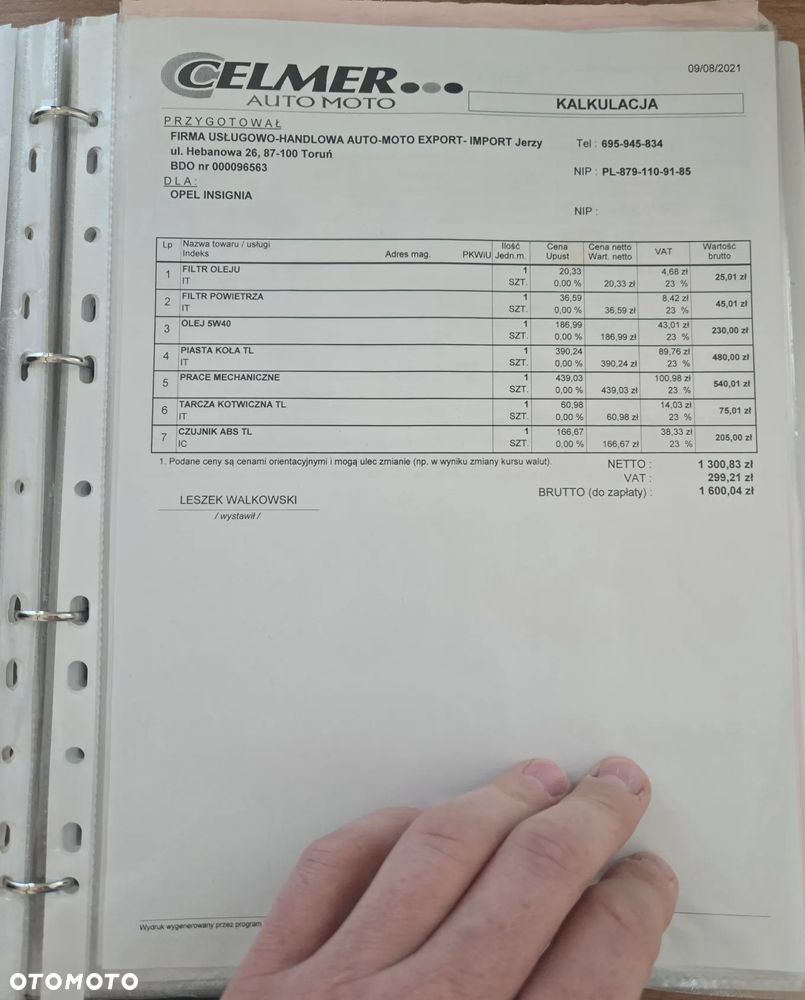 CELMER
AUTO MOTO
09/08/2021
KALKULACJA
PRZYGOTOWAŁ
FIRMA USŁUGOWO-HANDLOWA AUTO-MOTO EXPORT- IMPORT Jerzy
ul. Hebanowa 26, 87-100 Toruń
BDO nr 000096563
Tel : 695-945-834
NIP : PL-879-110-91-85
DLA:
OPEL INSIGNIA
NIP :
Lp Nazwa towaru / usługi Ilość Cena Cena netto VAT Wartość
Indeks Adres mag. PKWiU Jedn.m. Upust Wart. netto brutto
1 FILTR OLEJU 1 20,33 4,68 zł 25,01 zł
IT SZT. 0,00 % 20,33 zł 23 %
2 FILTR POWIETRZA 1 36,59 8,42 zł 45,01 zł
IT SZT. 0,00 % 36,59 zł 23 %
3 OLEJ 5W40 1 186,99 43,01 zł 230,00 zł
SZT. 0,00 % 186,99 zł 23 %
4 PIASTA KOŁA TL 1 390,24 89,76 zł 480,00 zł
IT SZT. 0,00 % 390,24 zł 23 %
5 PRACE MECHANICZNE 1 439,03 100,98 zł 540,01 zł
SZT. 0,00 % 439,03 zł 23 %
6 TARCZA KOTWICZNA TL 1 60,98 14,03 zł 75,01 zł
IT SZT. 0,00 % 60,98 zł 23 %
7 CZUJNIK ABS TL 1 166,67 38,33 zł 205,00 zł
IC SZT. 0,00 % 166,67 zł 23 %
1. Podane ceny są cenami orientacyjnymi i mogą ulec zmianie (np. w wyniku zmiany kursu walut).
NETTO : 1 300,83 zł
VAT : 299,21 zł
BRUTTO (do zapłaty) : 1 600,04 zł
LESZEK WALKOWSKI
/ wystawił /
Wydruk wygenerowany przez program
OTOMOTO